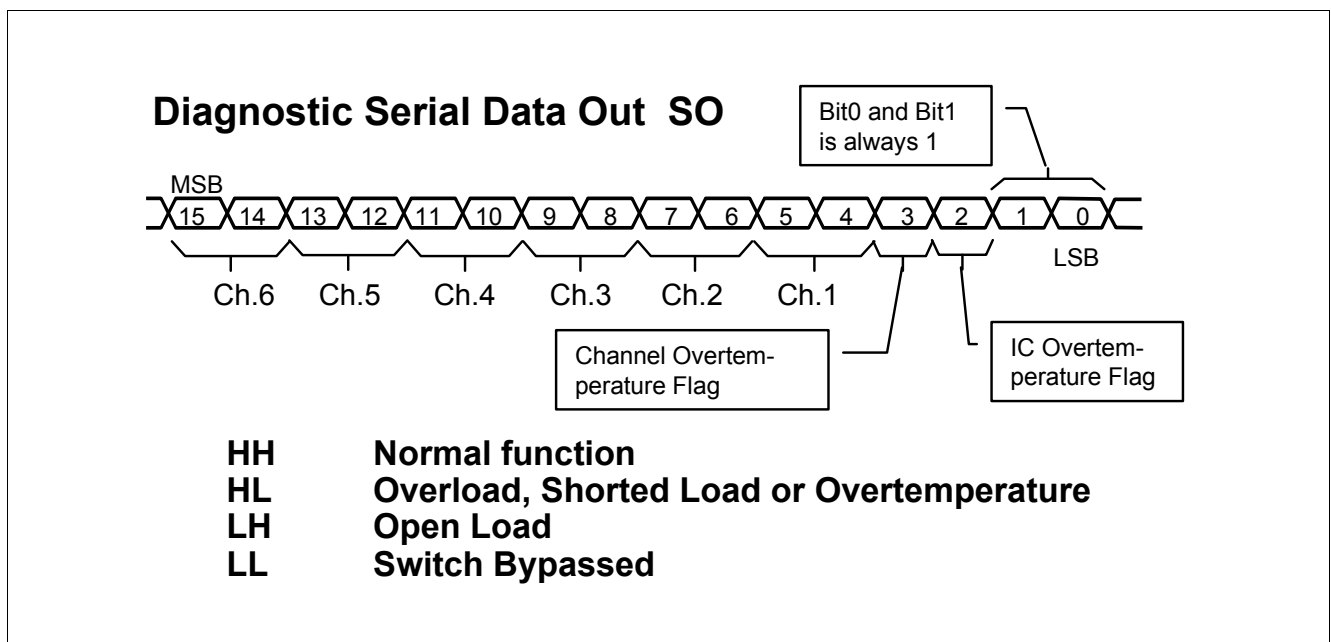 Diagnostic Serial Data Out SO
Bit0 and Bit1
is always 1
MSB
15 14 13 12 11 10 9 8 7 6 5 4 3 2 1 0
LSB
Ch.6 Ch.5 Ch.4 Ch.3 Ch.2 Ch.1
Channel Overtem-
perature Flag
IC Overtem-
perature Flag
HH Normal function
HL Overload, Shorted Load or Overtemperature
LH Open Load
LL Switch Bypassed